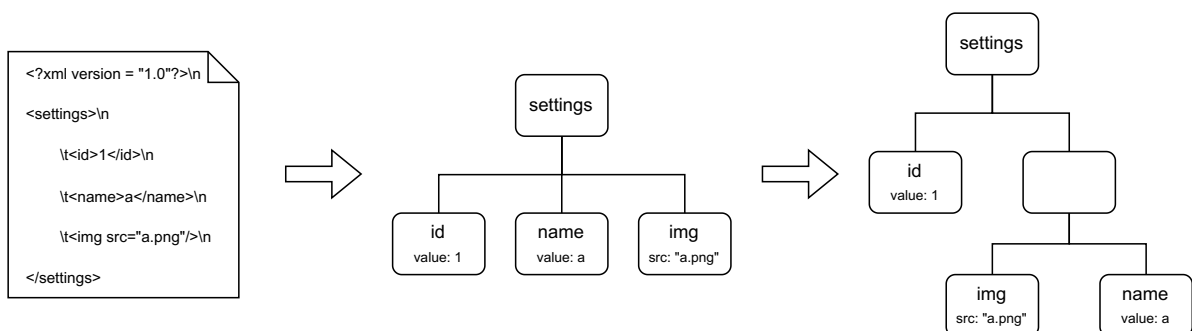 <?xml version = "1.0"?>\n
<settings>\n
\t<id>1</id>\n
\t<name>a</name>\n
\t<img src="a.png"/>\n
</settings>
settings
id
value: 1
name
value: a
img
src: "a.png"
settings
id
value: 1
img
src: "a.png"
name
value: a